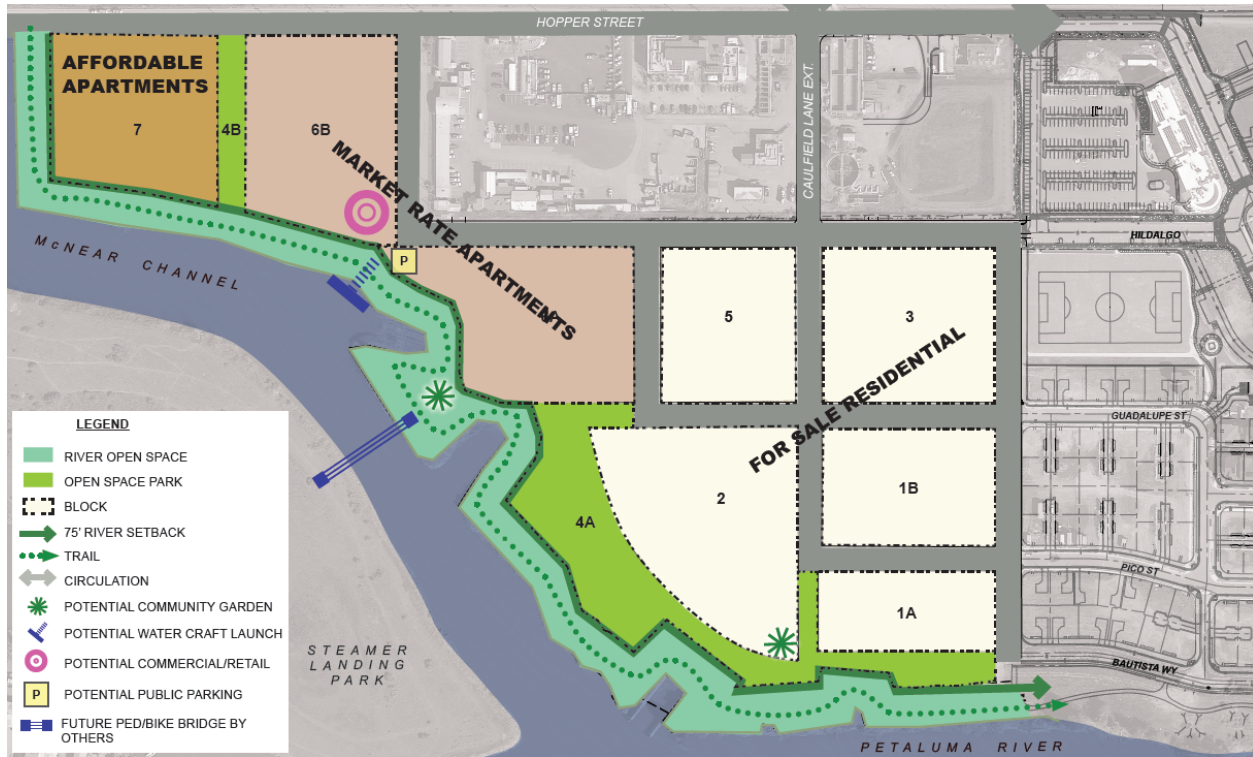 HOPPER STREET
AFFORDABLE
APARTMENTS
7
4B
6B
MARKET RATE APARTMENTS
CAULFIELD LANE EXT.
McNEAR CHANNEL
P
HILDALGO
5
3
FOR SALE RESIDENTIAL
GUADALUPE ST
2
1B
4A
PICO ST
1A
BAUTISTA WY
STEAMER
LANDING
PARK
PETALUMA RIVER
LEGEND
RIVER OPEN SPACE
OPEN SPACE PARK
BLOCK
75' RIVER SETBACK
TRAIL
CIRCULATION
POTENTIAL COMMUNITY GARDEN
POTENTIAL WATER CRAFT LAUNCH
POTENTIAL COMMERCIAL/RETAIL
P POTENTIAL PUBLIC PARKING
FUTURE PED/BIKE BRIDGE BY
OTHERS